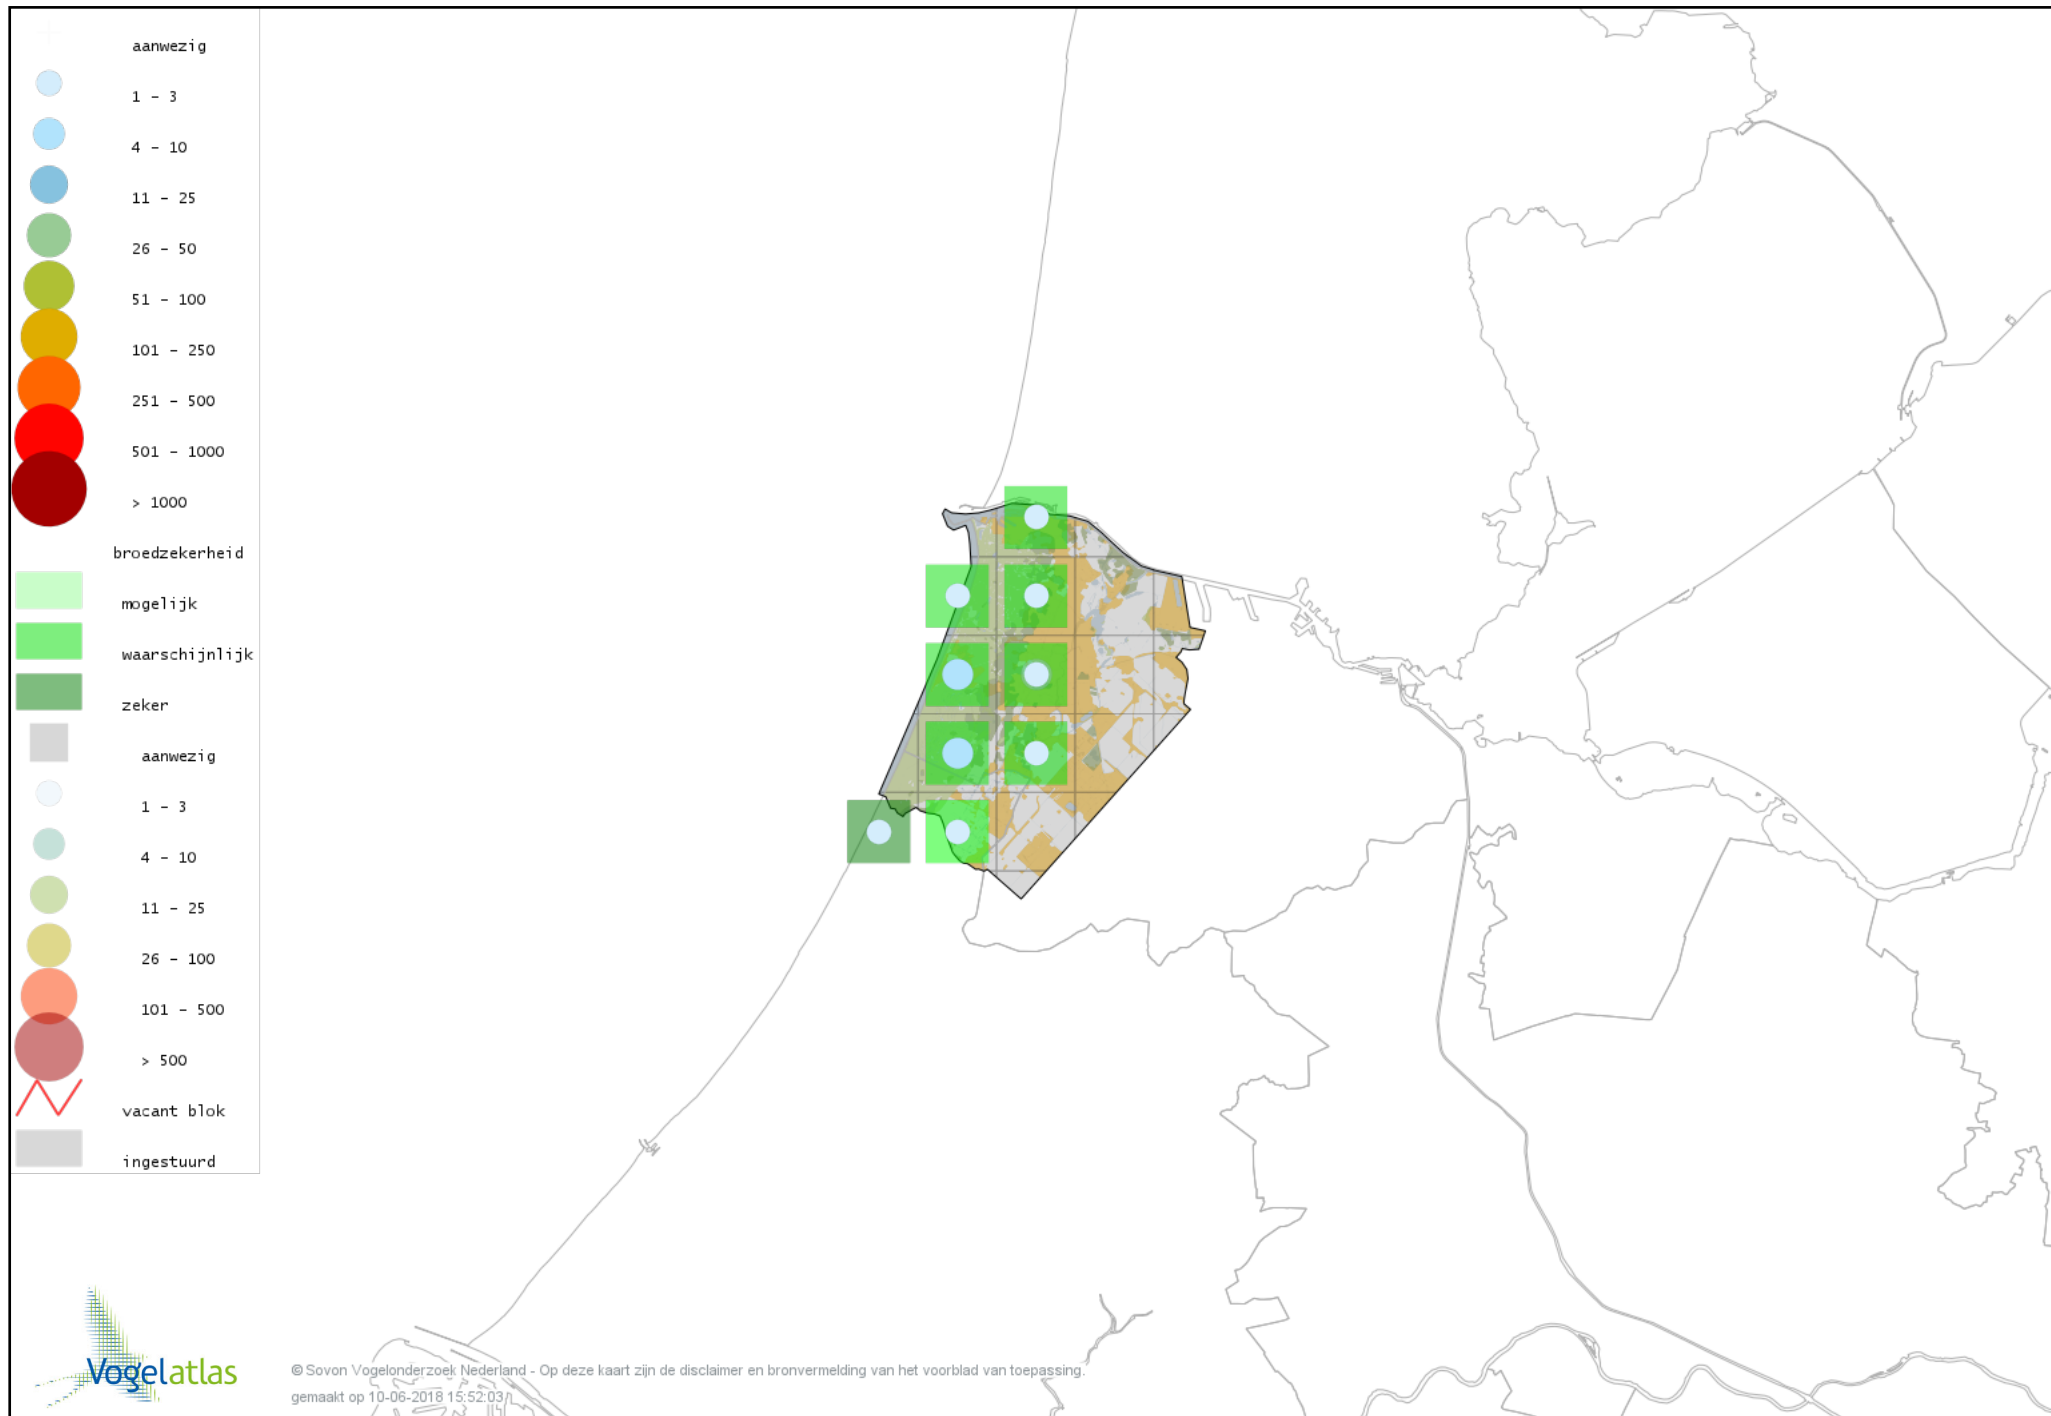 aanwezig
1 - 3
4 - 10
11 - 25
26 - 50
51 - 100
101 - 250
251 - 500
501 - 1000
> 1000
broedzekerheid
mogelijk
waarschijnlijk
zeker
aanwezig
1 - 3
4 - 10
11 - 25
26 - 100
101 - 500
> 500
vacant blok
ingestuurd
Vogelatlas
© Sovon Vogelonderzoek Nederland - Op deze kaart zijn de disclaimer en bronvermelding van het voorblad van toepassing.
gemaakt op 10-06-2018 15:52:03